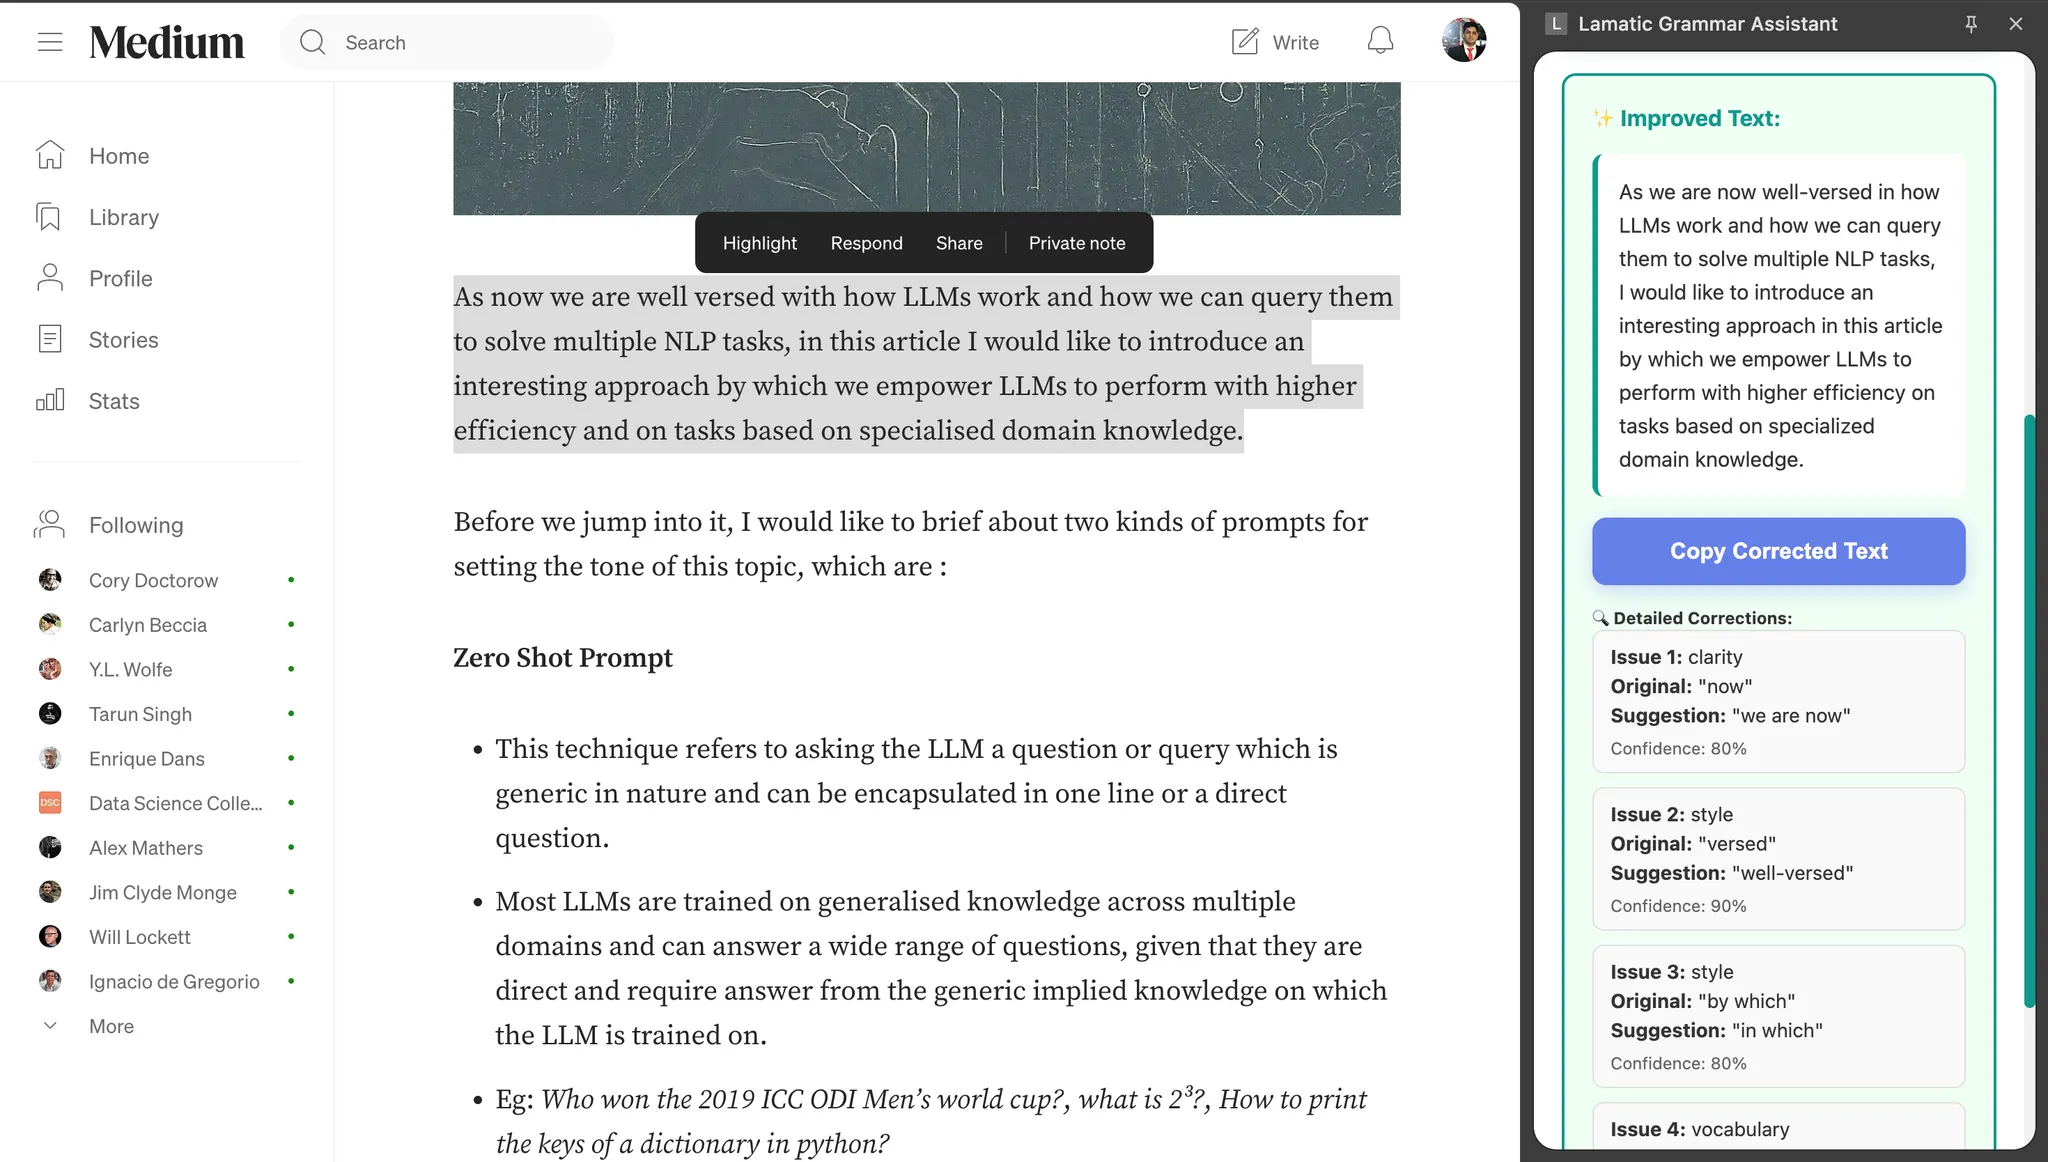 Medium
Search
Write
Home
Library
Profile
Stories
Stats
Following
Cory Doctorow
Carlyn Beccia
Y.L. Wolfe
Tarun Singh
Enrique Dans
DSC
Data Science Colle...
Alex Mathers
Jim Clyde Monge
Will Lockett
Ignacio de Gregorio
More
Highlight
Respond
Share
Private note
As now we are well versed with how LLMs work and how we can query them
to solve multiple NLP tasks, in this article I would like to introduce an
interesting approach by which we empower LLMs to perform with higher
efficiency and on tasks based on specialised domain knowledge.
Before we jump into it, I would like to brief about two kinds of prompts for
setting the tone of this topic, which are :
Zero Shot Prompt
• This technique refers to asking the LLM a question or query which is
generic in nature and can be encapsulated in one line or a direct
question.
• Most LLMs are trained on generalised knowledge across multiple
domains and can answer a wide range of questions, given that they are
direct and require answer from the generic implied knowledge on which
the LLM is trained on.
• Eg: Who won the 2019 ICC ODI Men’s world cup?, what is 2³?, How to print
the keys of a dictionary in python?
L
Lamatic Grammar Assistant
✨ Improved Text:
As we are now well-versed in how
LLMs work and how we can query
them to solve multiple NLP tasks,
I would like to introduce an
interesting approach in this article
by which we empower LLMs to
perform with higher efficiency on
tasks based on specialized
domain knowledge.
Copy Corrected Text
🔍 Detailed Corrections:
Issue 1: clarity
Original: "now"
Suggestion: "we are now"
Confidence: 80%
Issue 2: style
Original: "versed"
Suggestion: "well-versed"
Confidence: 90%
Issue 3: style
Original: "by which"
Suggestion: "in which"
Confidence: 80%
Issue 4: vocabulary